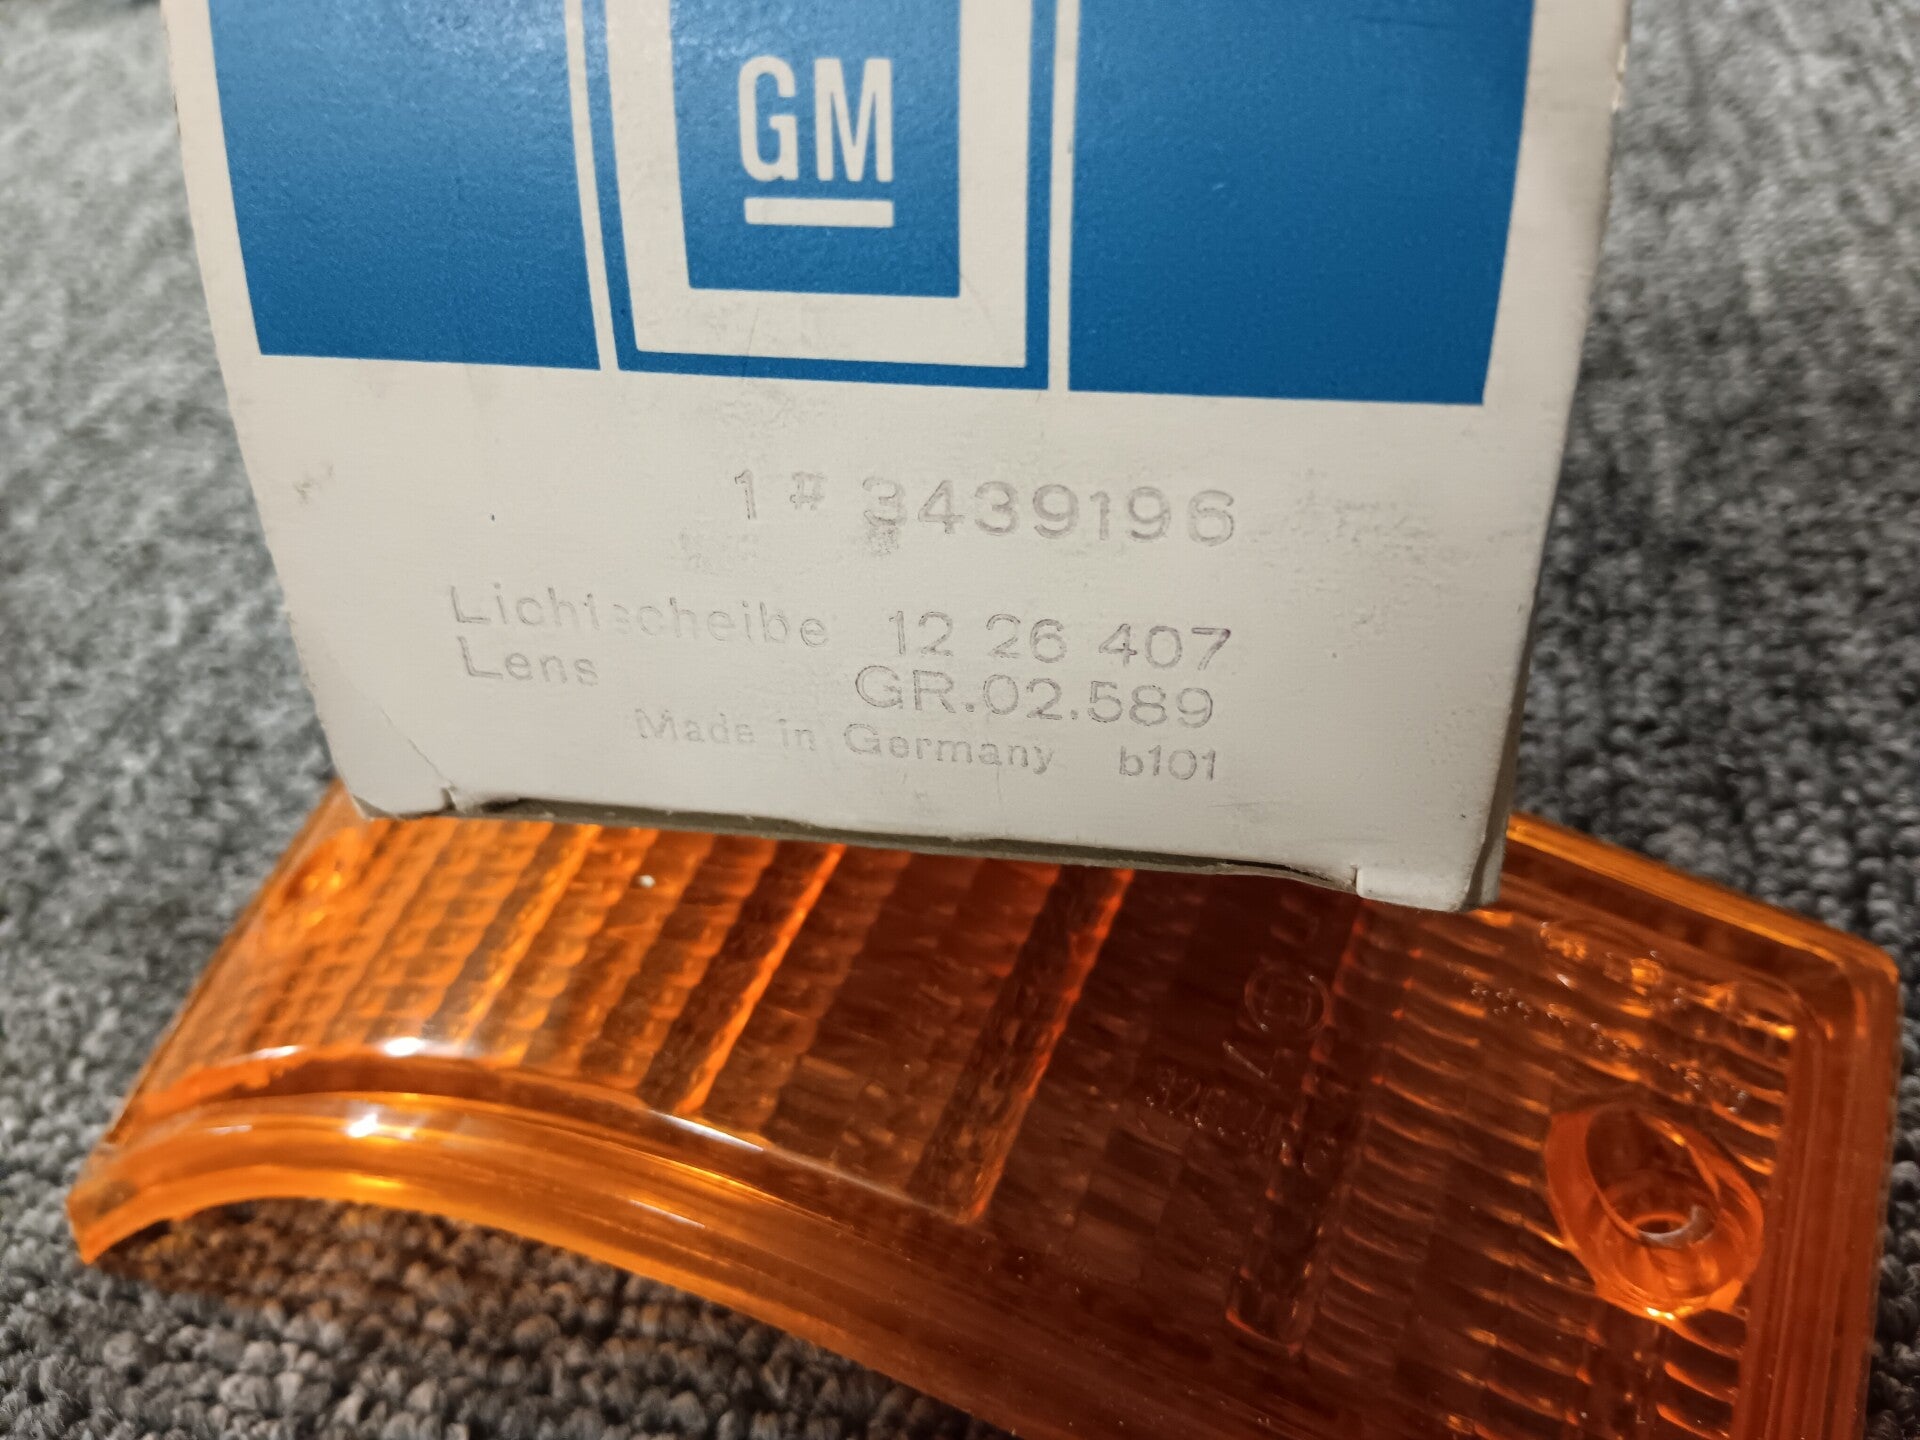 GM
1 # 3439196
Lichtscheibe 12 26 407
Lens GR.02.589
Made in Germany b101